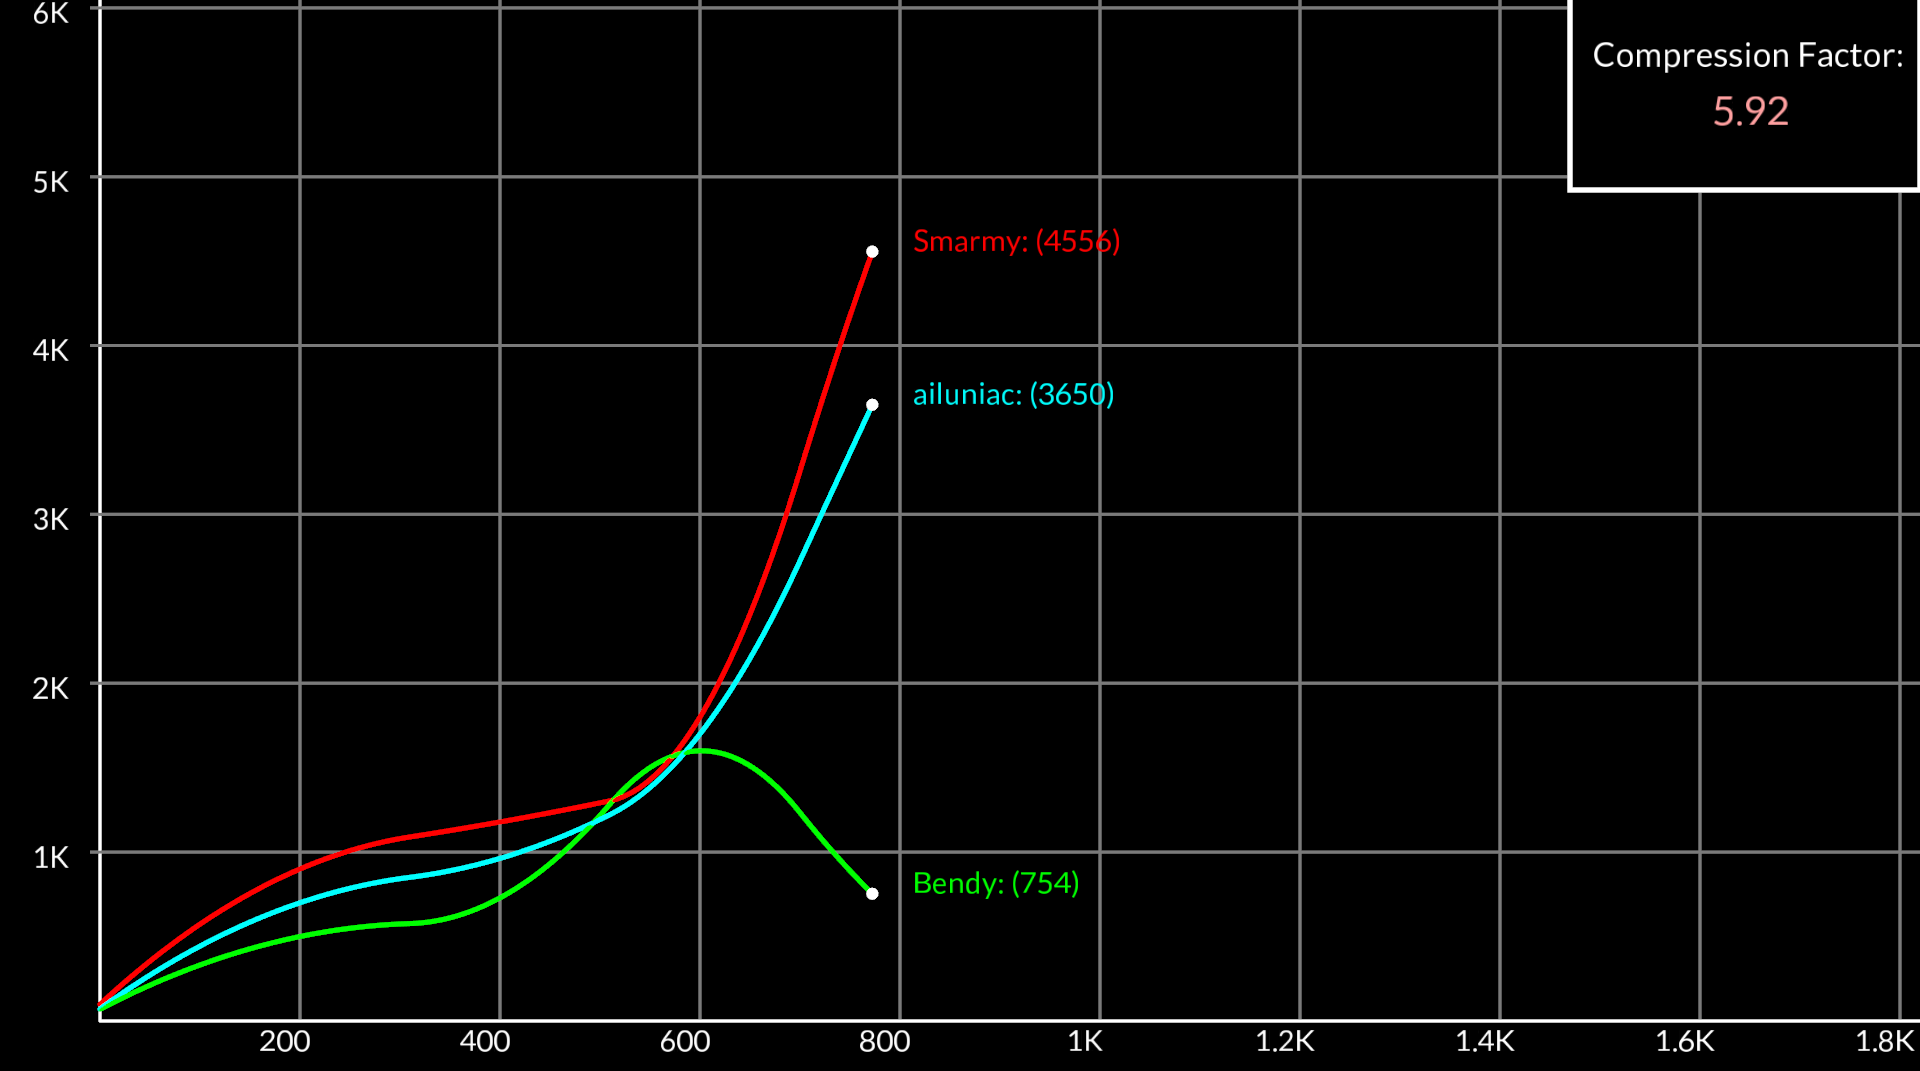 6K
Compression Factor:
5.92
5K
Smarmy: (4556)
4K
ailuniac: (3650)
3K
2K
1K
Bendy: (754)
200 400 600 800 1K 1.2K 1.4K 1.6K 1.8K